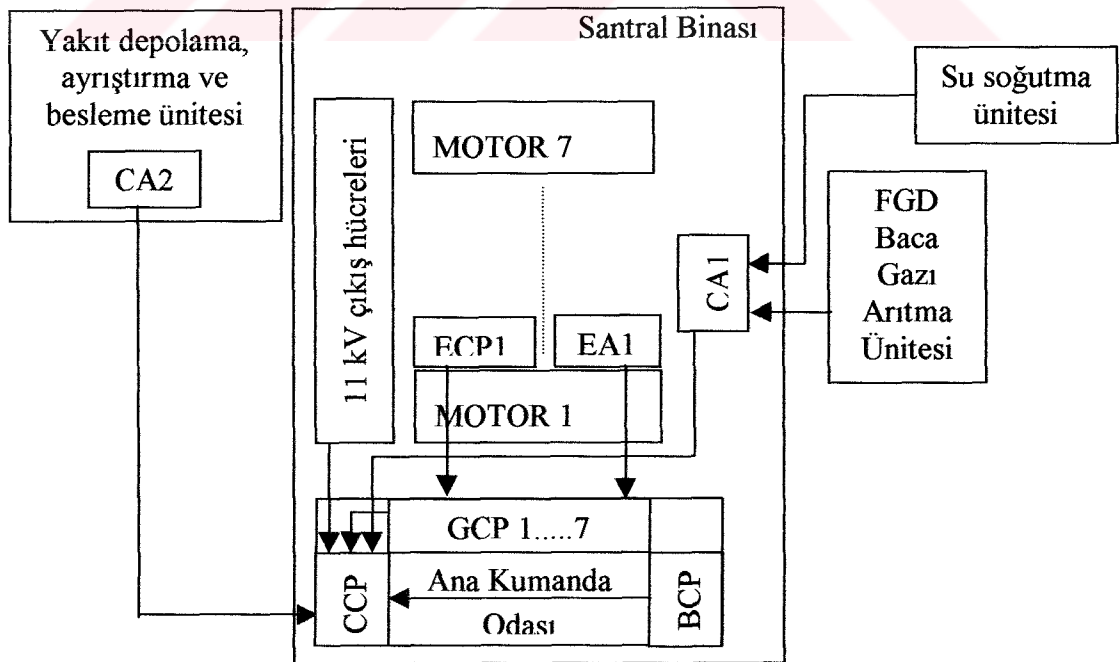 Yakıt depolama,
ayrıştırma ve
besleme ünitesi
CA2
Santral Binası
11 kV çıkış hücreleri
MOTOR 7
ECP1
EA1
MOTOR 1
CA1
Su soğutma
ünitesi
FGD
Baca
Gazı
Arıtma
Ünitesi
GCP 1.....7
CCP
Ana Kumanda
Odası
BCP